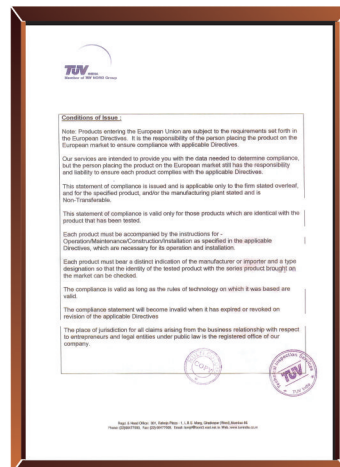 TÜV
INDIA
Member of TÜV NORD Group
Conditions of Issue :
Note: Products entering the European Union are subject to the requirements set forth in
the European Directives. It is the responsibility of the person placing the product on the
European market to ensure compliance with applicable Directives.
Our services are intended to provide you with the data needed to determine compliance,
but the person placing the product on the European market still has the responsibility
and liability to ensure each product complies with the applicable Directives.
This statement of compliance is issued and is applicable only to the firm stated overleaf,
and for the specified product, and/or the manufacturing plant stated and is
Non-Transferable.
This statement of compliance is valid only for those products which are identical with the
product that has been tested.
Each product must be accompanied by the instructions for -
Operation/Maintenance/Construction/Installation as specified in the applicable
Directives, which are necessary for its operation and installation.
Each product must bear a distinct indication of the manufacturer or importer and a type
designation so that the identity of the tested product with the series product brought on
the market can be checked.
The compliance is valid as long as the rules of technology on which it was based are
valid.
The compliance statement will become invalid when it has expired or revoked on
revision of the applicable Directives
The place of jurisdiction for all claims arising from the business relationship with respect
to entrepreneurs and legal entities under public law is the registered office of our
company.
COPY
Technical Inspection Services
TÜV
TUV India